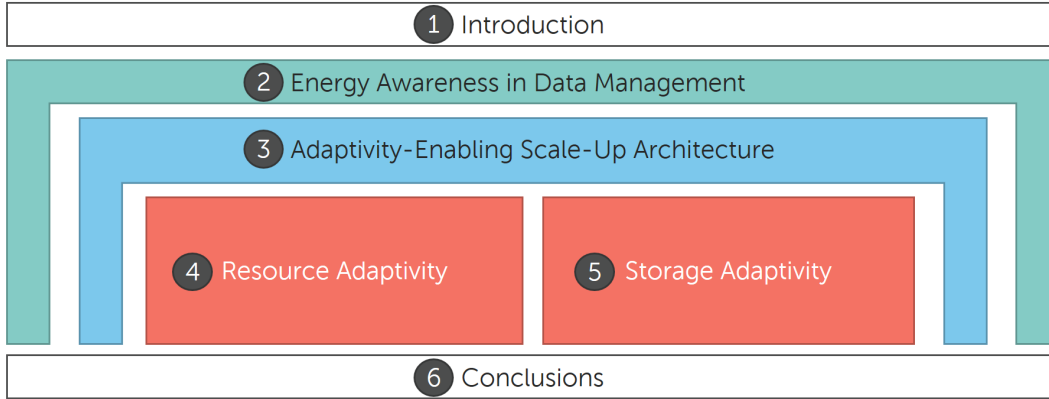 1 Introduction
2 Energy Awareness in Data Management
3 Adaptivity-Enabling Scale-Up Architecture
4 Resource Adaptivity
5 Storage Adaptivity
6 Conclusions